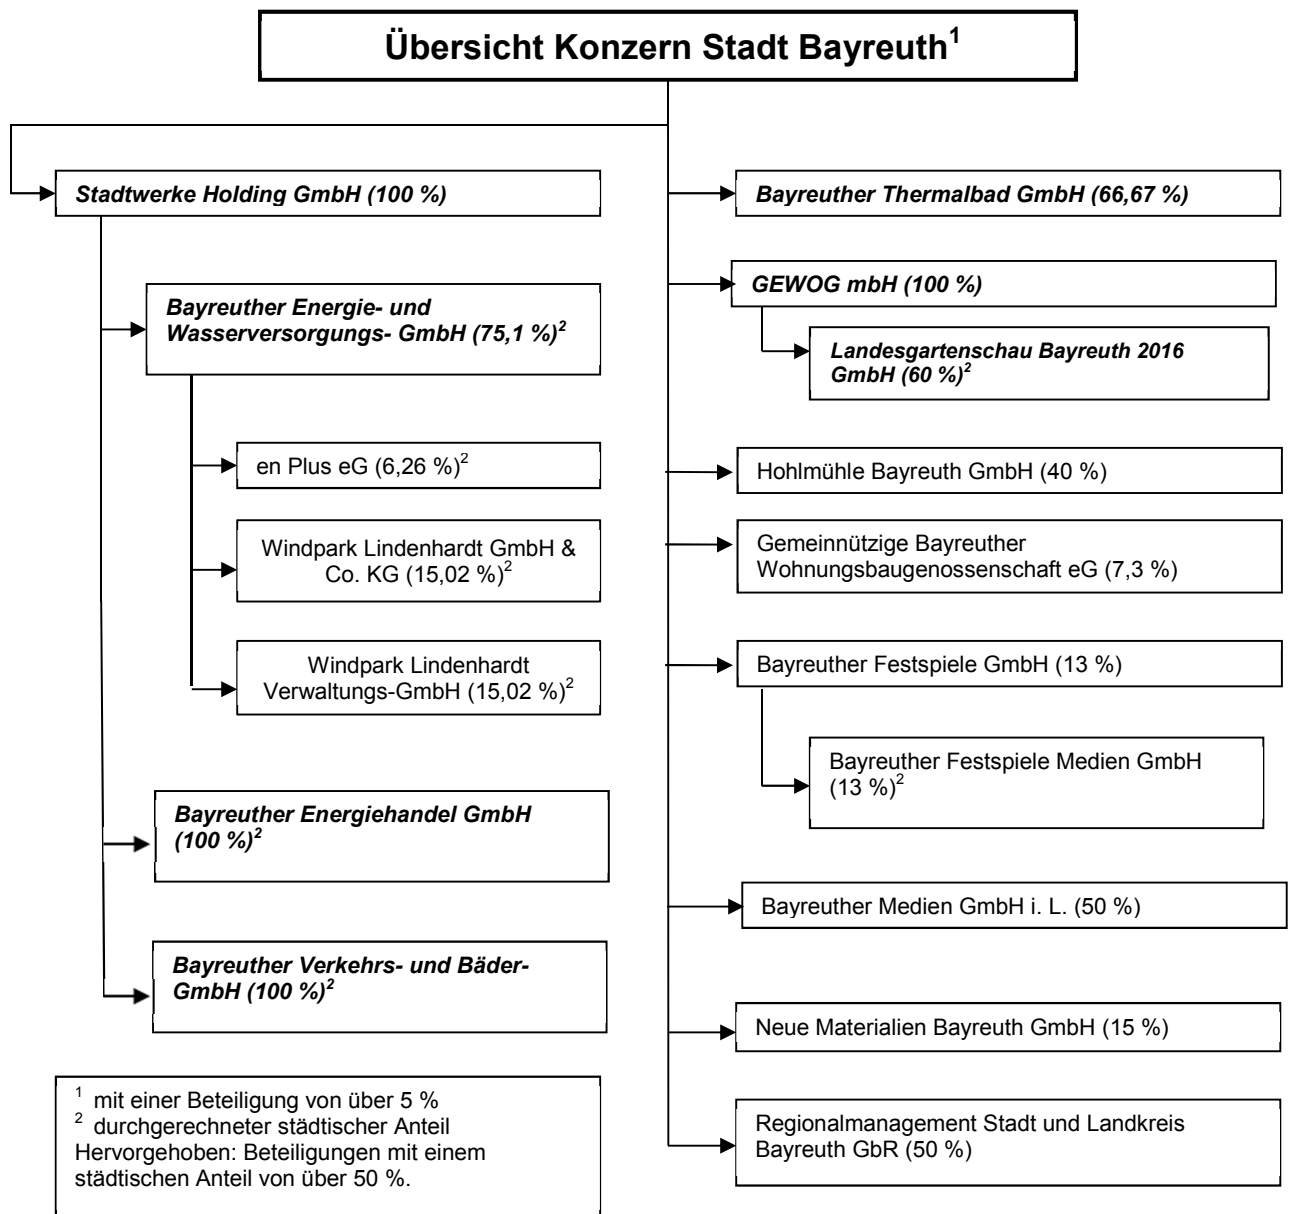 Übersicht Konzern Stadt Bayreuth¹
Stadtwerke Holding GmbH (100 %)
Bayreuther Energie- und
Wasserversorgungs- GmbH (75,1 %)²
en Plus eG (6,26 %)²
Windpark Lindenhardt GmbH &
Co. KG (15,02 %)²
Windpark Lindenhardt
Verwaltungs-GmbH (15,02 %)²
Bayreuther Energiehandel GmbH
(100 %)²
Bayreuther Verkehrs- und Bäder-
GmbH (100 %)²
¹ mit einer Beteiligung von über 5 %
² durchgerechneter städtischer Anteil
Hervorgehoben: Beteiligungen mit einem
städtischen Anteil von über 50 %.
Bayreuther Thermalbad GmbH (66,67 %)
GEWOG mbH (100 %)
Landesgartenschau Bayreuth 2016
GmbH (60 %)²
Hohlmühle Bayreuth GmbH (40 %)
Gemeinnützige Bayreuther
Wohnungsbaugenossenschaft eG (7,3 %)
Bayreuther Festspiele GmbH (13 %)
Bayreuther Festspiele Medien GmbH
(13 %)²
Bayreuther Medien GmbH i. L. (50 %)
Neue Materialien Bayreuth GmbH (15 %)
Regionalmanagement Stadt und Landkreis
Bayreuth GbR (50 %)